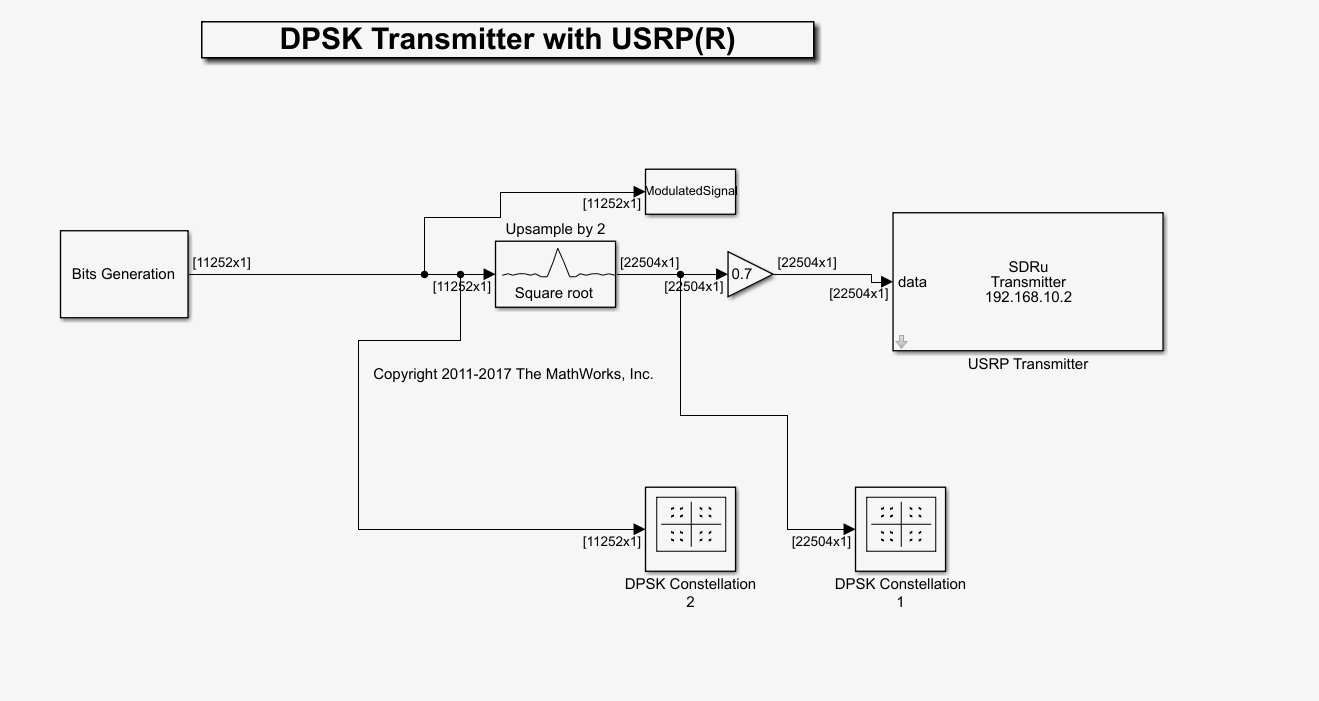 DPSK Transmitter with USRP(R)
ModulatedSignal
[11252x1]
Upsample by 2
Bits Generation
[11252x1]
[11252x1]
Square root
[22504x1]
[22504x1]
0.7
[22504x1]
[22504x1]
data
SDRu
Transmitter
192.168.10.2
USRP Transmitter
Copyright 2011-2017 The MathWorks, Inc.
[11252x1]
DPSK Constellation
2
[22504x1]
DPSK Constellation
1